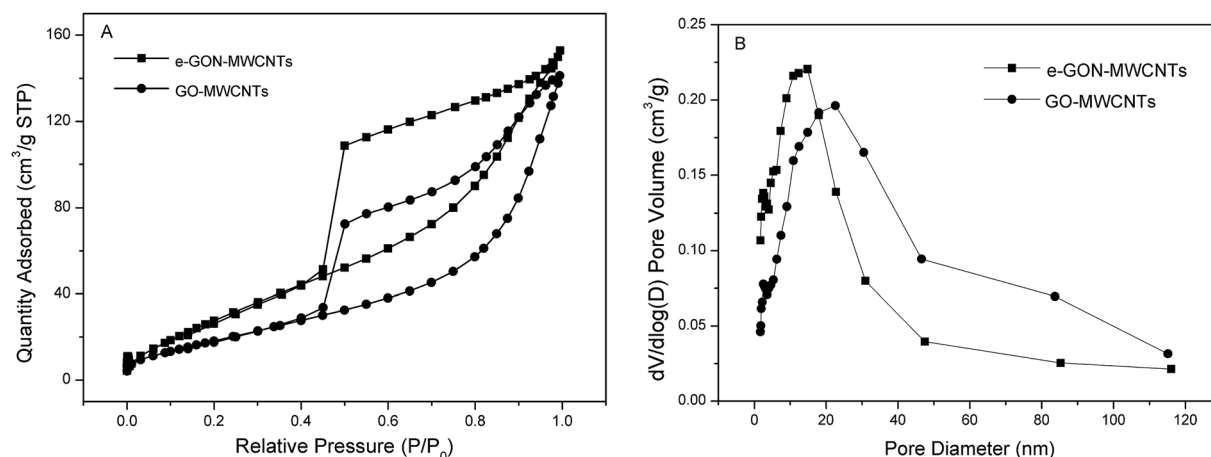 A
e-GON-MWCNTs
GO-MWCNTs
Quantity Adsorbed (cm³/g STP)
160
120
80
40
0
0.0 0.2 0.4 0.6 0.8 1.0
Relative Pressure (P/P₀)
B
e-GON-MWCNTs
GO-MWCNTs
dV/dlog(D) Pore Volume (cm³/g)
0.25
0.20
0.15
0.10
0.05
0.00
0 20 40 60 80 100 120
Pore Diameter (nm)